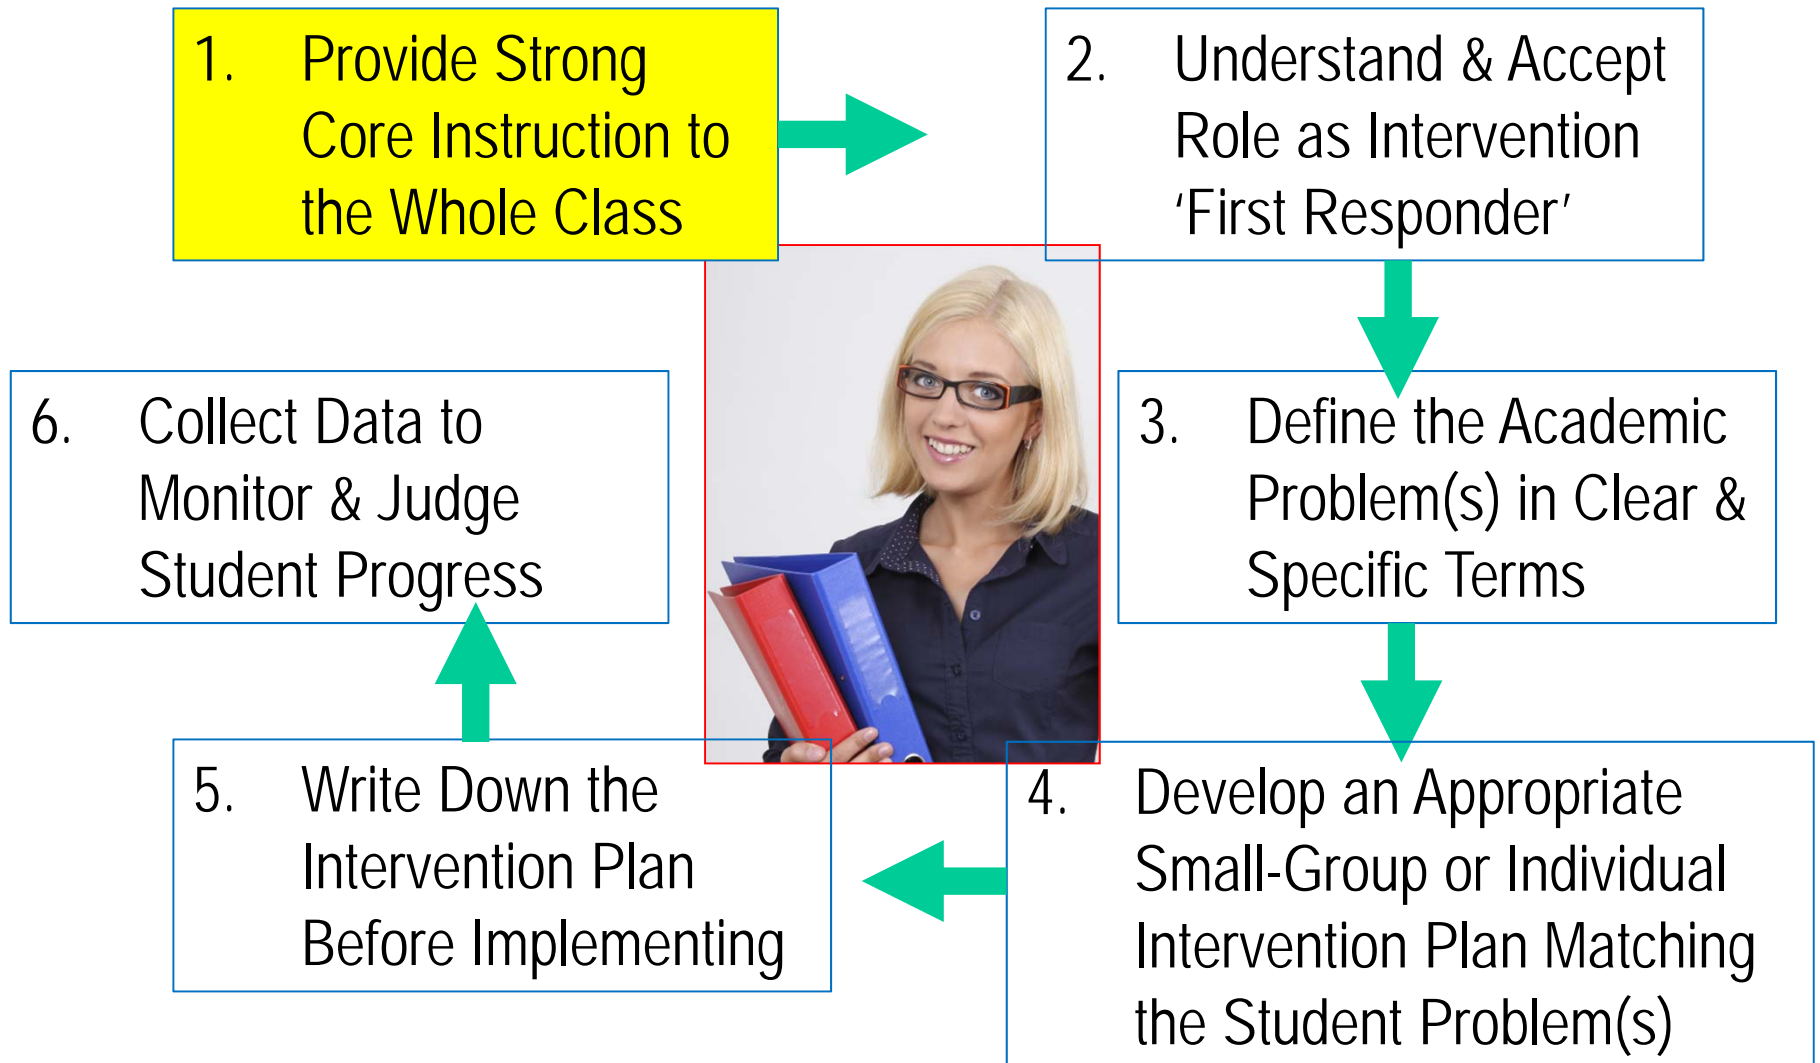 1. Provide Strong
Core Instruction to
the Whole Class
2. Understand & Accept
Role as Intervention
‘First Responder’
3. Define the Academic
Problem(s) in Clear &
Specific Terms
4. Develop an Appropriate
Small-Group or Individual
Intervention Plan Matching
the Student Problem(s)
5. Write Down the
Intervention Plan
Before Implementing
6. Collect Data to
Monitor & Judge
Student Progress